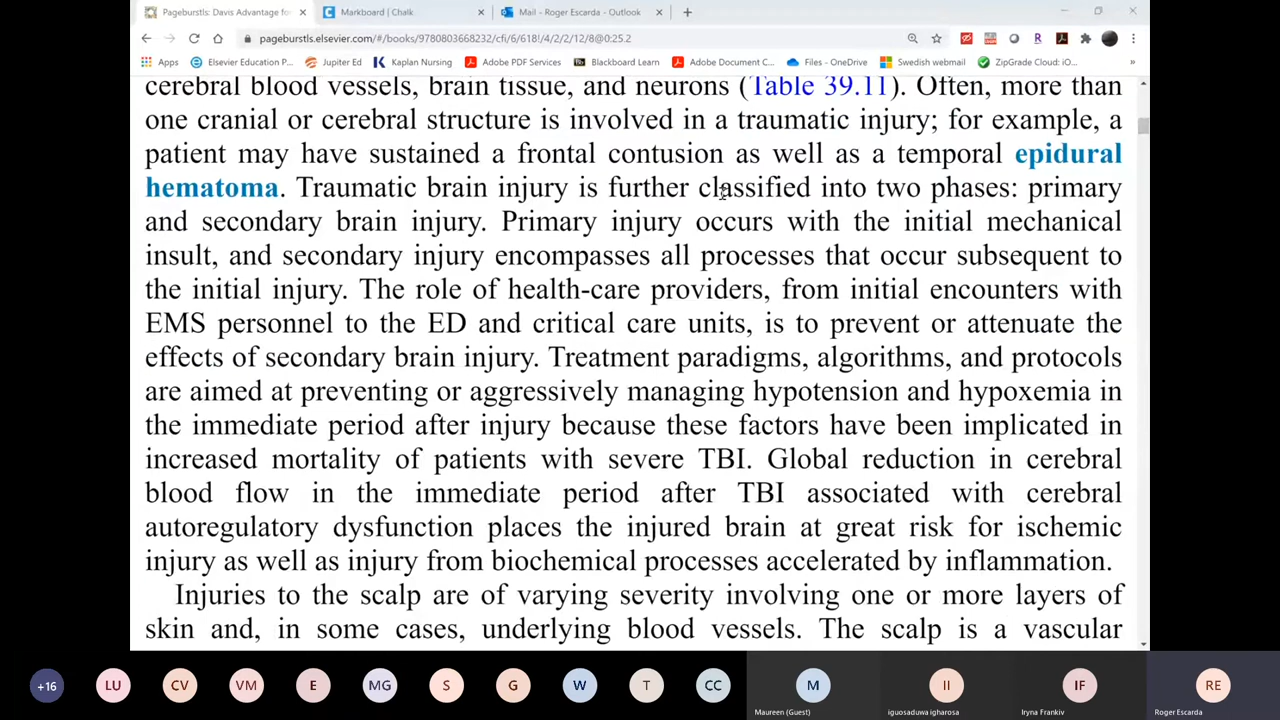 Pageburstls: Davis Advantage for
Markboard | Chalk
Mail - Roger Escarda - Outlook
pageburstls.elsevier.com/#/books/9780803668232/cfi/6/618!/4/2/2/12/8@0:25.2
Apps
Elsevier Education P...
Jupiter Ed
Kaplan Nursing
Adobe PDF Services
Blackboard Learn
Adobe Document C...
Files - OneDrive
Swedish webmail
ZipGrade Cloud: iO...
cerebral blood vessels, brain tissue, and neurons (Table 39.11). Often, more than
one cranial or cerebral structure is involved in a traumatic injury; for example, a
patient may have sustained a frontal contusion as well as a temporal epidural
hematoma. Traumatic brain injury is further classified into two phases: primary
and secondary brain injury. Primary injury occurs with the initial mechanical
insult, and secondary injury encompasses all processes that occur subsequent to
the initial injury. The role of health-care providers, from initial encounters with
EMS personnel to the ED and critical care units, is to prevent or attenuate the
effects of secondary brain injury. Treatment paradigms, algorithms, and protocols
are aimed at preventing or aggressively managing hypotension and hypoxemia in
the immediate period after injury because these factors have been implicated in
increased mortality of patients with severe TBI. Global reduction in cerebral
blood flow in the immediate period after TBI associated with cerebral
autoregulatory dysfunction places the injured brain at great risk for ischemic
injury as well as injury from biochemical processes accelerated by inflammation.
Injuries to the scalp are of varying severity involving one or more layers of
skin and, in some cases, underlying blood vessels. The scalp is a vascular
+16
LU
CV
VM
E
MG
S
G
W
T
CC
M
II
IF
RE
Maureen (Guest)
iguosaduwa igharosa
Iryna Frankiv
Roger Escarda